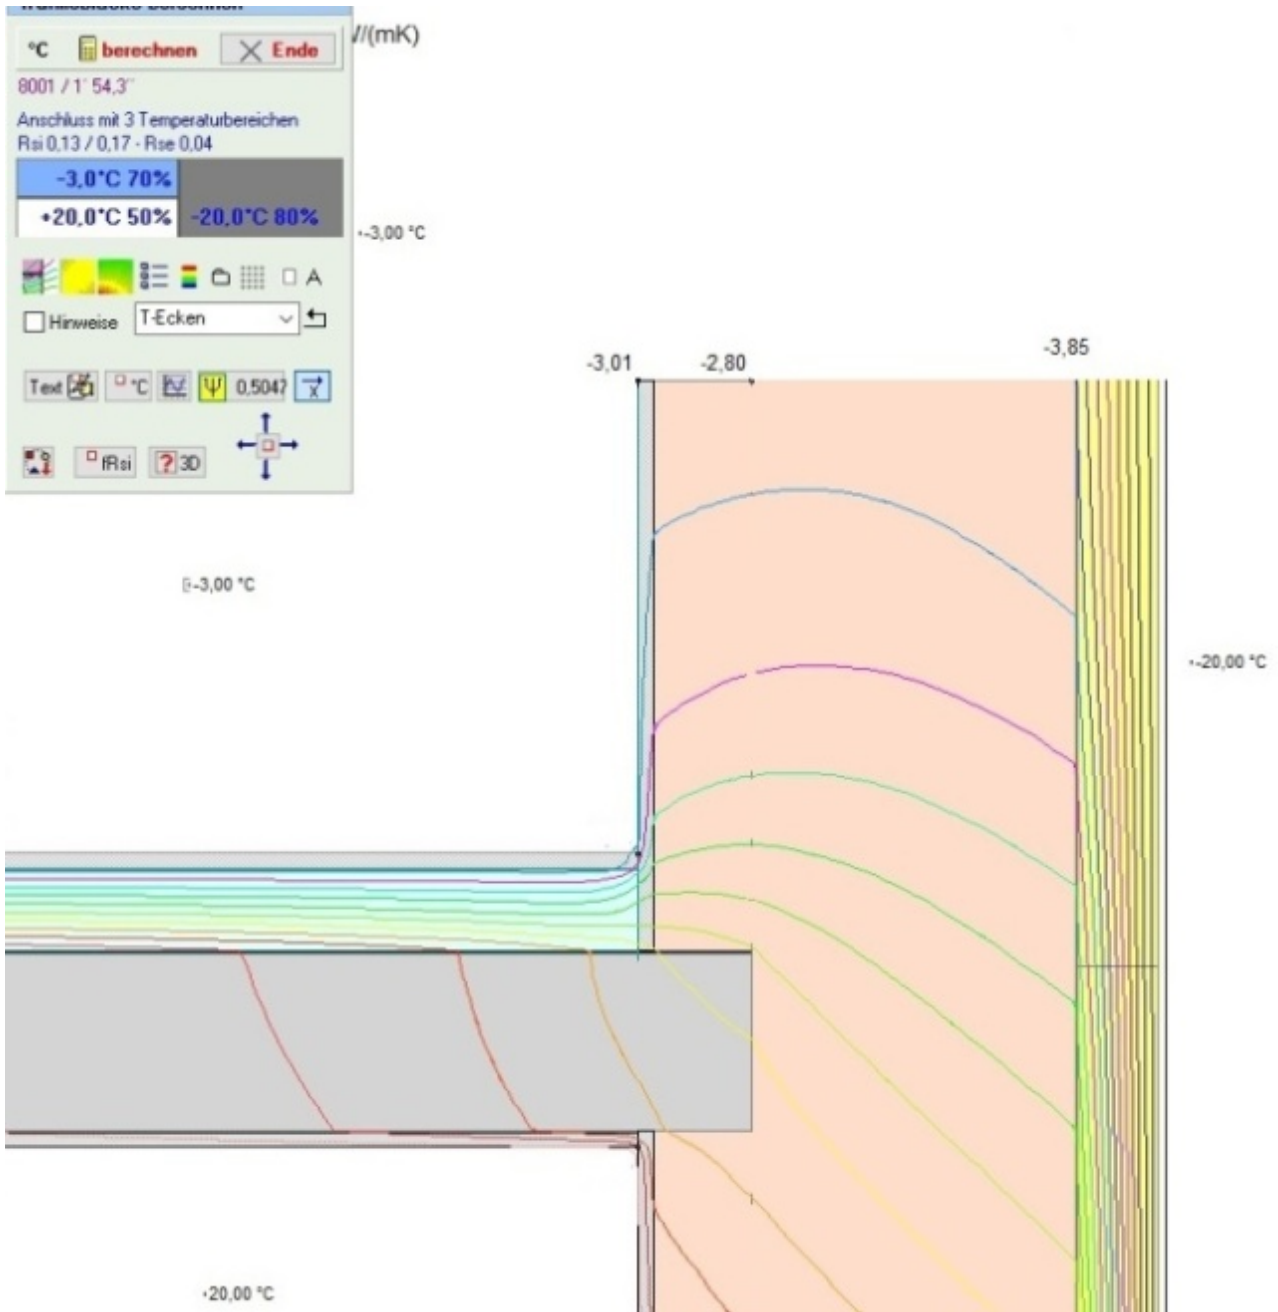 Wärmebrücke berechnen
°C berechnen Ende
W/(mK)
8001 / 1' 54,3''
Anschluss mit 3 Temperaturbereichen
Rsi 0,13 / 0,17 - Rse 0,04
-3,0°C 70%
+20,0°C 50% -20,0°C 80%
-3,00 °C
A
Hinweise T-Ecken
-3,01 -2,80 -3,85
Text °C Ψ 0,5047 x
fRsi ?3D
-3,00 °C
-20,00 °C
20,00 °C